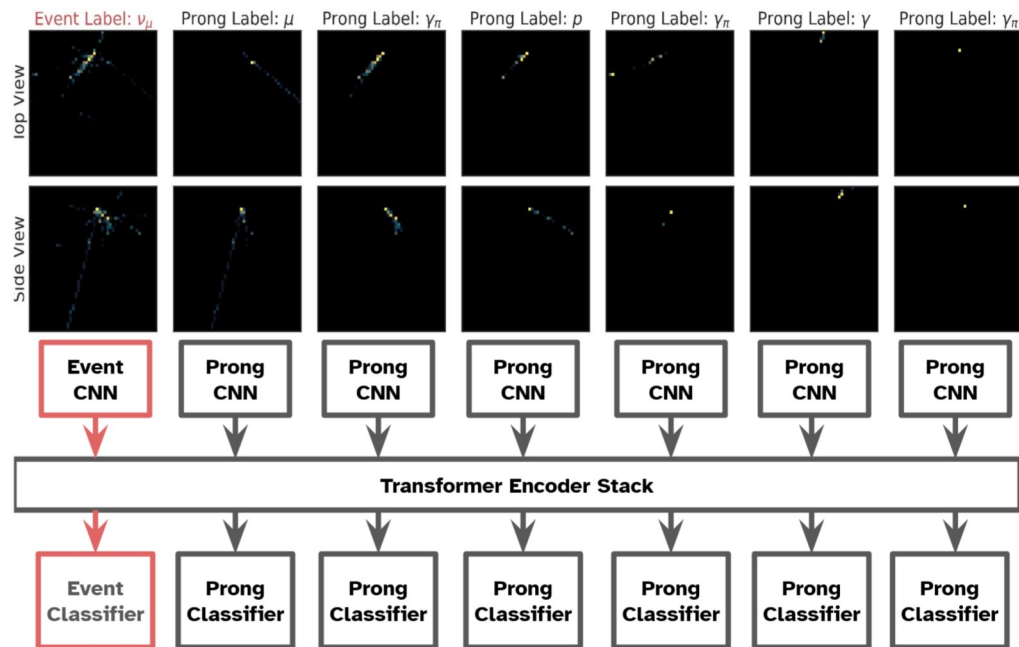 Event Label: ν_μ Prong Label: μ Prong Label: γ_π Prong Label: p Prong Label: γ_π Prong Label: γ Prong Label: γ_π
Top View
Side View
Event Prong Prong Prong Prong Prong Prong
CNN CNN CNN CNN CNN CNN CNN
Transformer Encoder Stack
Event Prong Prong Prong Prong Prong Prong
Classifier Classifier Classifier Classifier Classifier Classifier Classifier